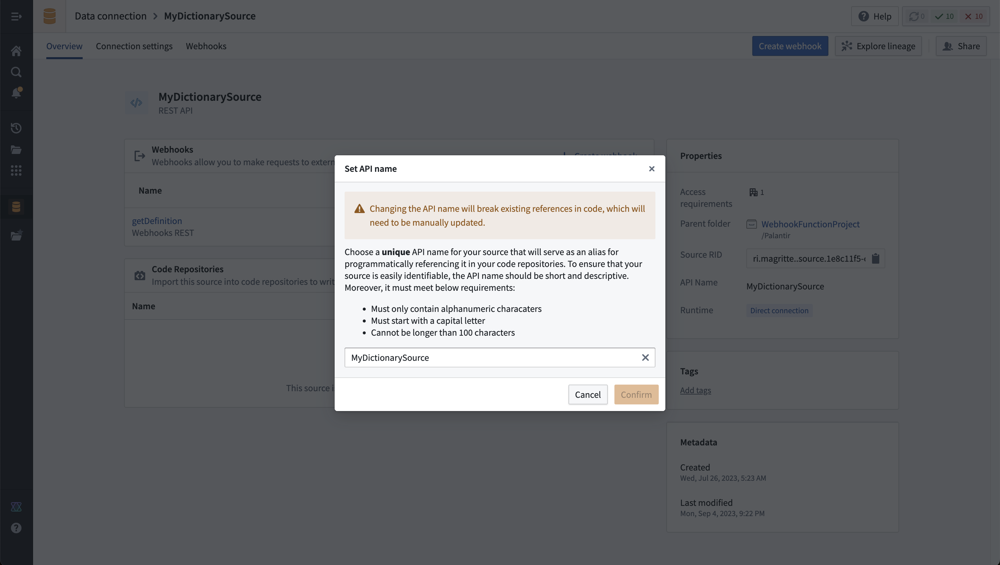 Data connection > MyDictionarySource
Help
0
10
10
Overview
Connection settings
Webhooks
Create webhook
Explore lineage
Share
MyDictionarySource
REST API
Webhooks
Webhooks allow you to make requests to extern
Create webhook
Name
getDefinition
Webhooks REST
Code Repositories
Import this source into code repositories to writ
Name
This source i
Set API name
Changing the API name will break existing references in code, which will
need to be manually updated.
Choose a unique API name for your source that will serve as an alias for
programmatically referencing it in your code repositories. To ensure that your
source is easily identifiable, the API name should be short and descriptive.
Moreover, it must meet below requirements:
• Must only contain alphanumeric characaters
• Must start with a capital letter
• Cannot be longer than 100 characters
MyDictionarySource
Cancel
Confirm
Properties
Access
requirements
1
Parent folder
WebhookFunctionProject
/Palantir
Source RID
ri.magritte..source.1e8c11f5-
API Name
MyDictionarySource
Runtime
Direct connection
Tags
Add tags
Metadata
Created
Wed, Jul 26, 2023, 5:23 AM
Last modified
Mon, Sep 4, 2023, 9:22 PM